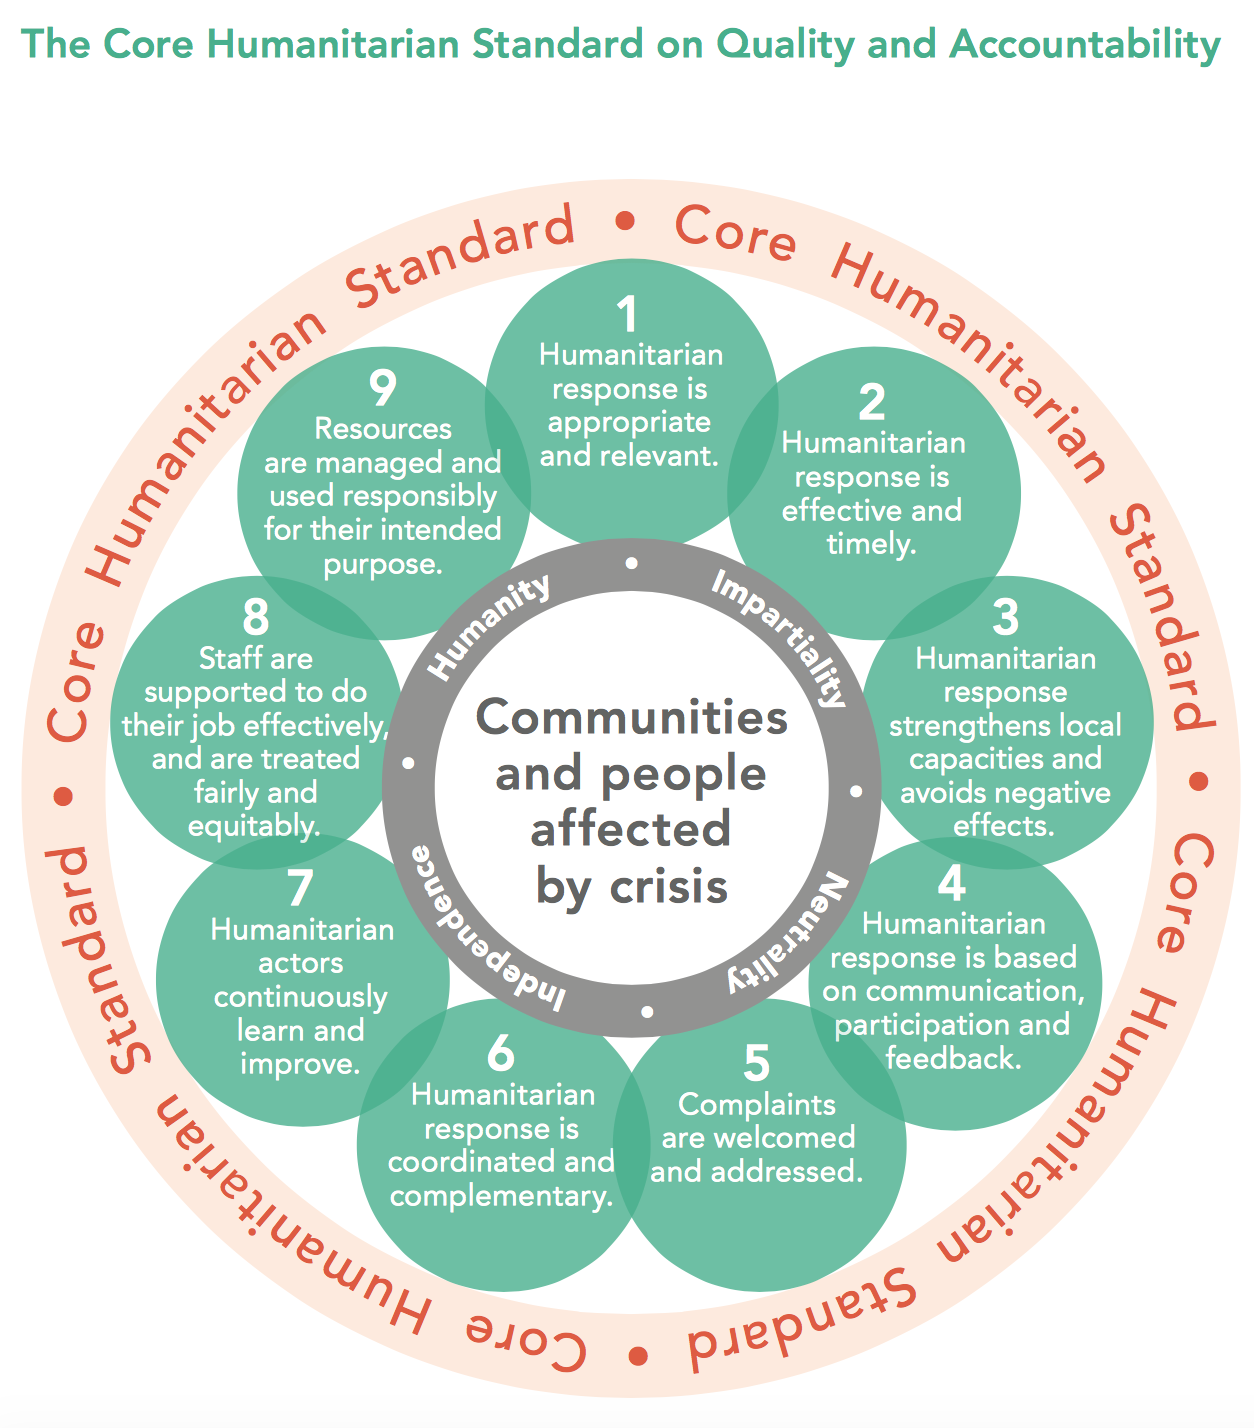 The Core Humanitarian Standard on Quality and Accountability
• Core Humanitarian Standard • Core Humanitarian Standard • Core Humanitarian Standard • Core Humanitarian Standard
1
Humanitarian
response is
appropriate
and relevant.
2
Humanitarian
response is
effective and
timely.
3
Humanitarian
response
strengthens local
capacities and
avoids negative
effects.
4
Humanitarian
response is based
on communication,
participation and
feedback.
5
Complaints
are welcomed
and addressed.
6
Humanitarian
response is
coordinated and
complementary.
7
Humanitarian
actors
continuously
learn and
improve.
8
Staff are
supported to do
their job effectively,
and are treated
fairly and
equitably.
9
Resources
are managed and
used responsibly
for their intended
purpose.
Humanity • Impartiality • Neutrality • Independence •
Communities
and people
affected
by crisis